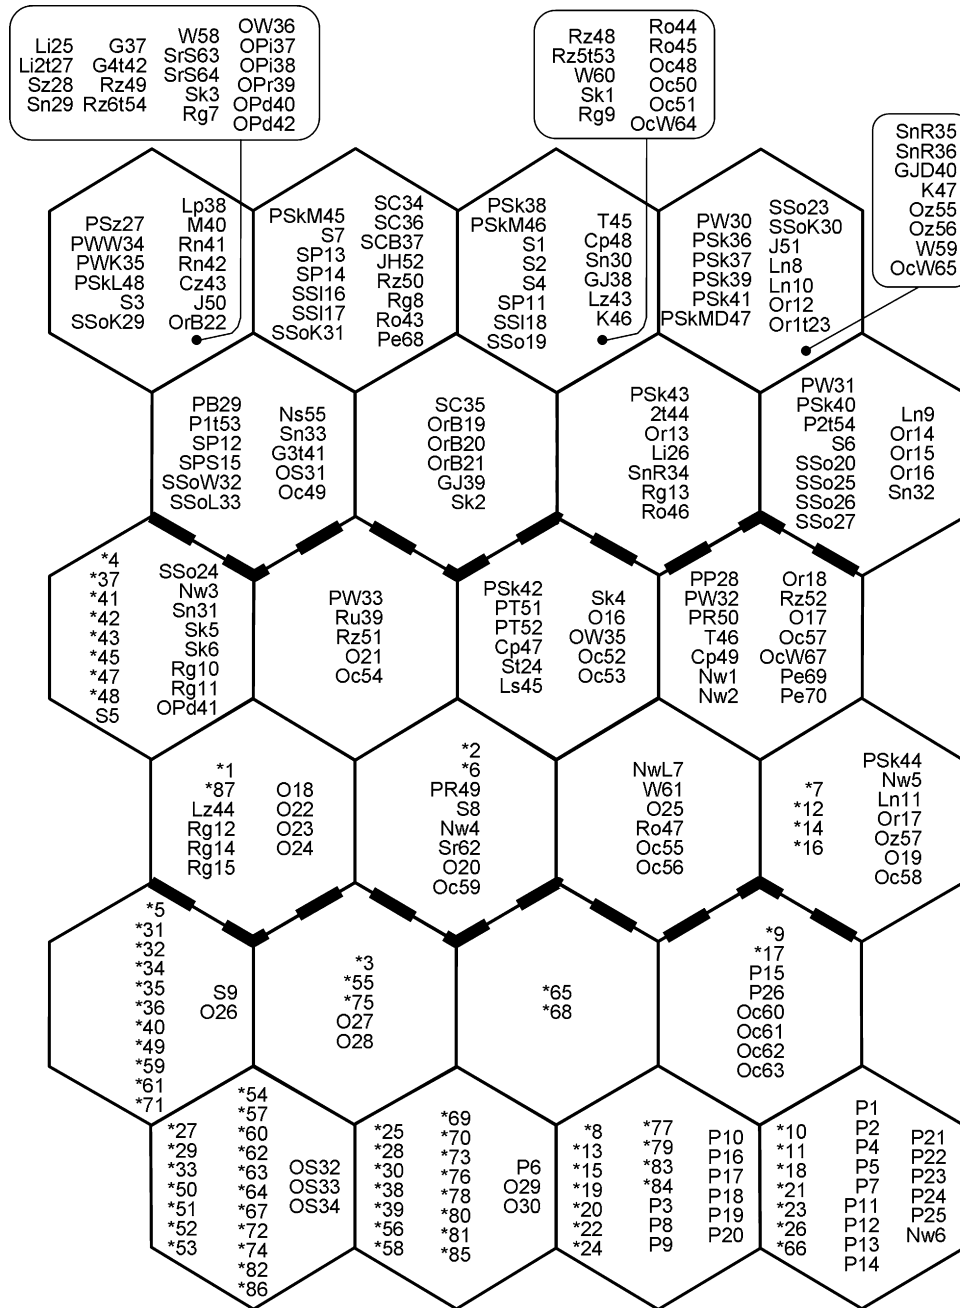 Li25
Li2t27
Sz28
Sn29
G37
G4t42
Rz49
Rz6t54
W58
SrS63
SrS64
Sk3
Rg7
OW36
OPi37
OPi38
OPr39
OPd40
OPd42
Rz48
Rz5t53
W60
Sk1
Rg9
Ro44
Ro45
Oc48
Oc50
Oc51
OcW64
SnR35
SnR36
GJD40
K47
Oz55
Oz56
W59
OcW65
PSz27
PWW34
PWK35
PSkL48
S3
SSoK29
Lp38
M40
Rn41
Rn42
Cz43
J50
OrB22
PSkM45
S7
SP13
SP14
SSl16
SSl17
SSoK31
SC34
SC36
SCB37
JH52
Rz50
Rg8
Ro43
Pe68
PSk38
PSkM46
S1
S2
S4
SP11
SSl18
SSo19
T45
Cp48
Sn30
GJ38
Lz43
K46
PW30
PSk36
PSk37
PSk39
PSk41
PSkMD47
SSo23
SSoK30
J51
Ln8
Ln10
Or12
Or1t23
PB29
P1t53
SP12
SPS15
SSoW32
SSoL33
Ns55
Sn33
G3t41
OS31
Oc49
SC35
OrB19
OrB20
OrB21
GJ39
Sk2
PSk43
2t44
Or13
Li26
SnR34
Rg13
Ro46
PW31
PSk40
P2t54
S6
SSo20
SSo25
SSo26
SSo27
Ln9
Or14
Or15
Or16
Sn32
*4
*37
*41
*42
*43
*45
*47
*48
S5
SSo24
Nw3
Sn31
Sk5
Sk6
Rg10
Rg11
OPd41
PW33
Ru39
Rz51
O21
Oc54
PSk42
PT51
PT52
Cp47
St24
Ls45
Sk4
O16
OW35
Oc52
Oc53
PP28
PW32
PR50
T46
Cp49
Nw1
Nw2
Or18
Rz52
O17
Oc57
OcW67
Pe69
Pe70
*1
*87
Lz44
Rg12
Rg14
Rg15
O18
O22
O23
O24
*2
*6
PR49
S8
Nw4
Sr62
O20
Oc59
NwL7
W61
O25
Ro47
Oc55
Oc56
*7
*12
*14
*16
PSk44
Nw5
Ln11
Or17
Oz57
O19
Oc58
*5
*31
*32
*34
*35
*36
*40
*49
*59
*61
*71
S9
O26
*3
*55
*75
O27
O28
*65
*68
*9
*17
P15
P26
Oc60
Oc61
Oc62
Oc63
*27
*29
*33
*50
*51
*52
*53
*54
*57
*60
*62
*63
*64
*67
*72
*74
*82
*86
OS32
OS33
OS34
*25
*28
*30
*38
*39
*56
*58
*69
*70
*73
*76
*78
*80
*81
*85
P6
O29
O30
*8
*13
*15
*19
*20
*22
*24
*77
*79
*83
*84
P3
P8
P9
P10
P16
P17
P18
P19
P20
*10
*11
*18
*21
*23
*26
*66
P1
P2
P4
P5
P7
P11
P12
P13
P14
P21
P22
P23
P24
P25
Nw6